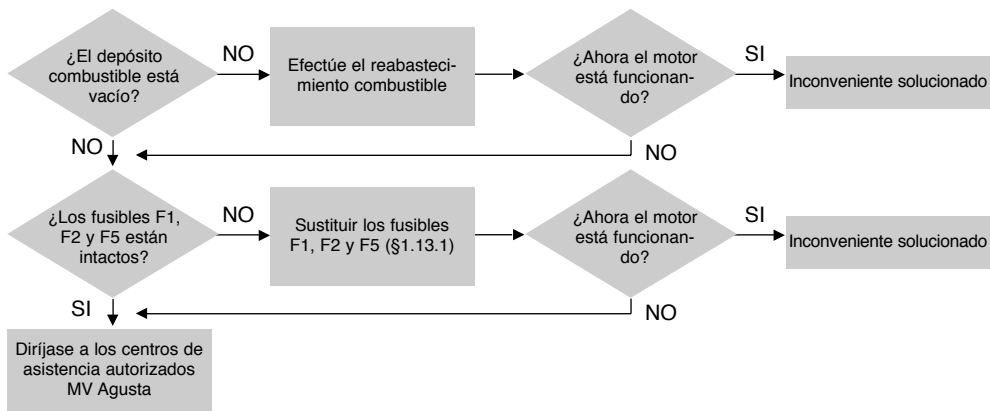 ¿El depósito
combustible está
vacío?
NO
Efectúe el reabasteci-
miento combustible
¿Ahora el motor
está funcionan-
do?
SI
Inconveniente solucionado
NO
NO
¿Los fusibles F1,
F2 y F5 están
intactos?
NO
Sustituir los fusibles
F1, F2 y F5 (§1.13.1)
¿Ahora el motor
está funcionan-
do?
SI
Inconveniente solucionado
SI
NO
Diríjase a los centros de
asistencia autorizados
MV Agusta